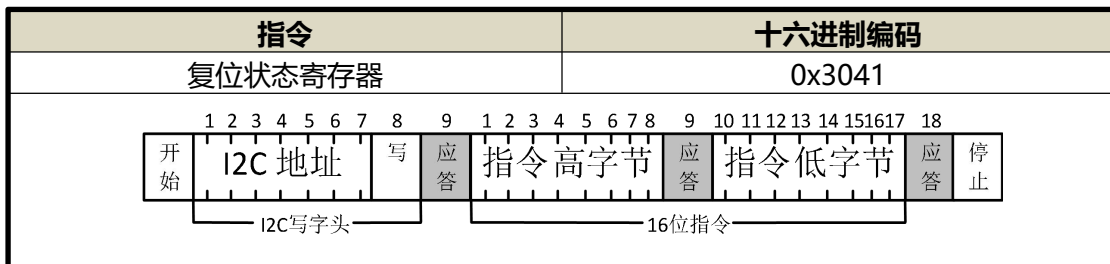 指令 十六进制编码
复位状态寄存器 0x3041
1 2 3 4 5 6 7 8 9 1 2 3 4 5 6 7 8 9 10 11 12 13 14 15 16 17 18
开始 I2C 地址 写 应答 指令高字节 应答 指令低字节 应答 停止
I2C写字头 16位指令